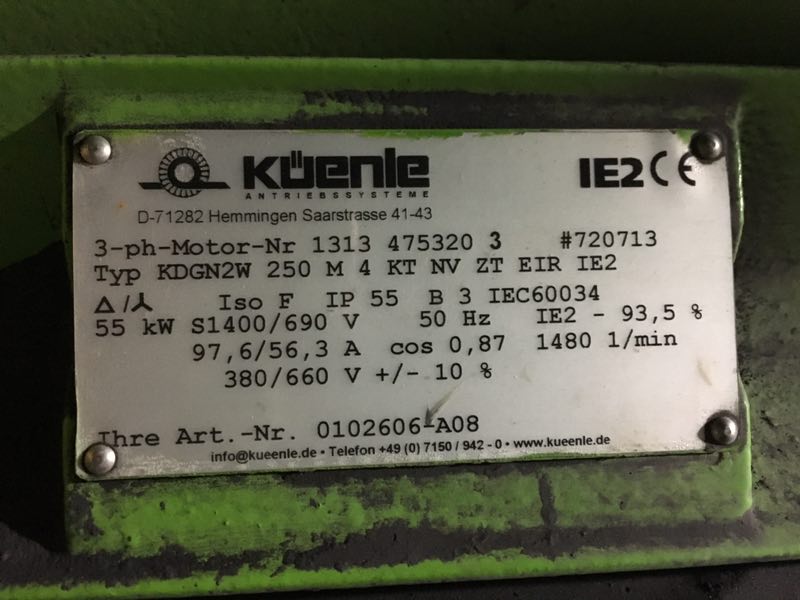 KÜENLE
ANTRIEBSSYSTEME
IE2 CE
D-71282 Hemmingen Saarstrasse 41-43
3-ph-Motor-Nr 1313 475320 3 #720713
Typ KDGN2W 250 M 4 KT NV ZT EIR IE2
Δ/⅄ Iso F IP 55 B 3 IEC60034
55 kW S1400/690 V 50 Hz IE2 - 93,5 %
97,6/56,3 A cos 0,87 1480 1/min
380/660 V +/- 10 %
Ihre Art.-Nr. 0102606-A08
info@kueenle.de • Telefon +49 (0) 7150 / 942 - 0 • www.kueenle.de